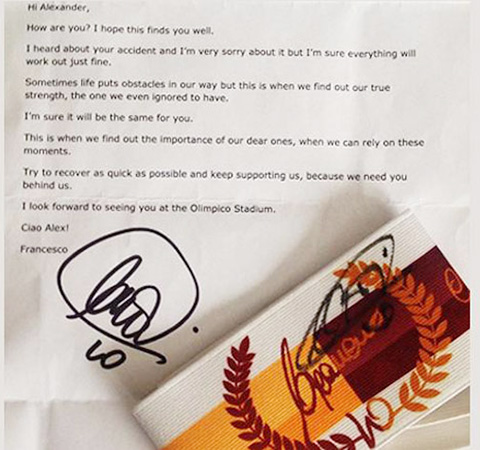 Hi Alexander,
How are you? I hope this finds you well.
I heard about your accident and I'm very sorry about it but I'm sure everything will
work out just fine.
Sometimes life puts obstacles in our way but this is when we find out our true
strength, the one we even ignored to have.
I'm sure it will be the same for you.
This is when we find out the importance of our dear ones, when we can rely on these
moments.
Try to recover as quick as possible and keep supporting us, because we need you
behind us.
I look forward to seeing you at the Olimpico Stadium.
Ciao Alex!
Francesco
10